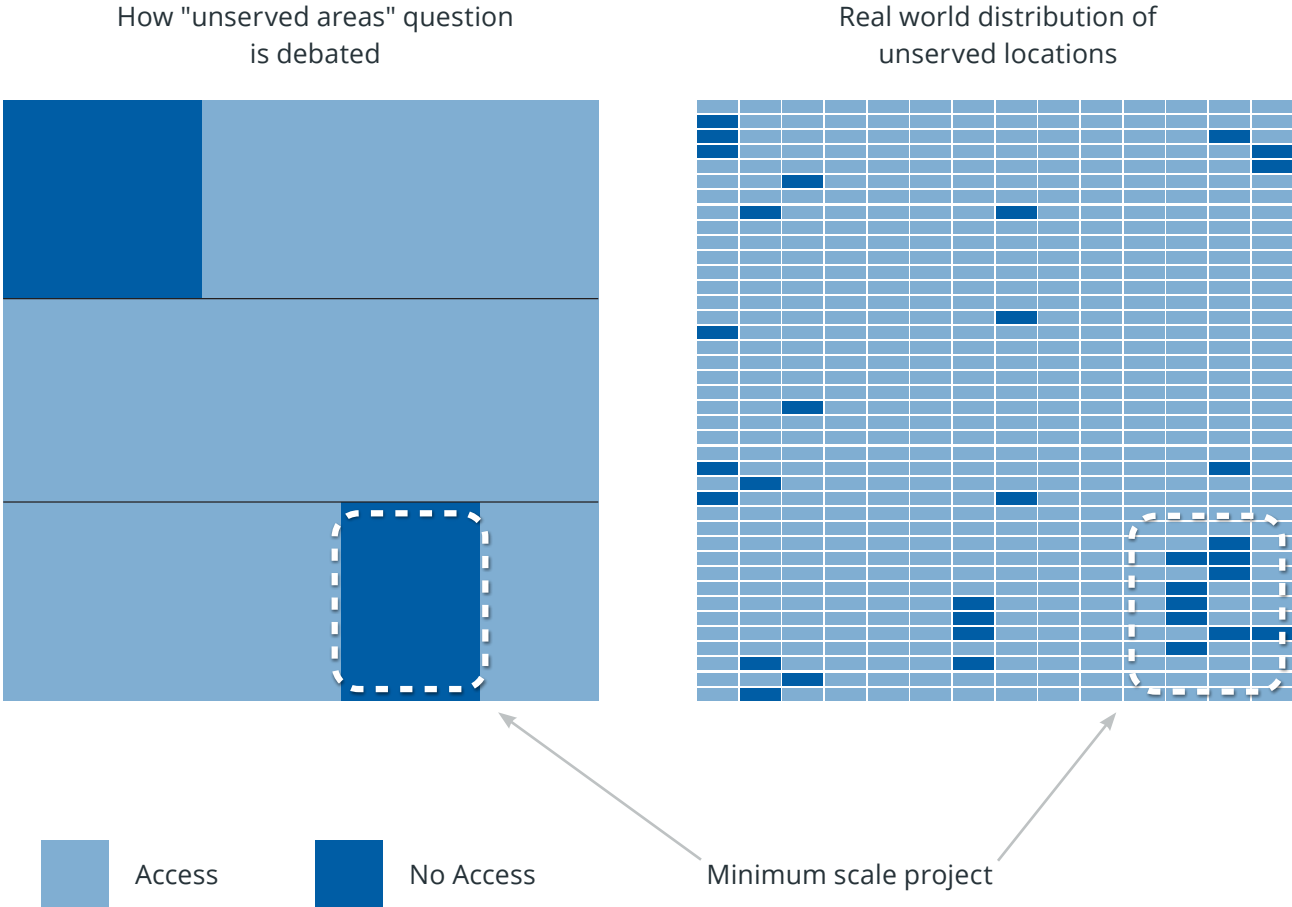 How "unserved areas" question
is debated
Real world distribution of
unserved locations
Access
No Access
Minimum scale project